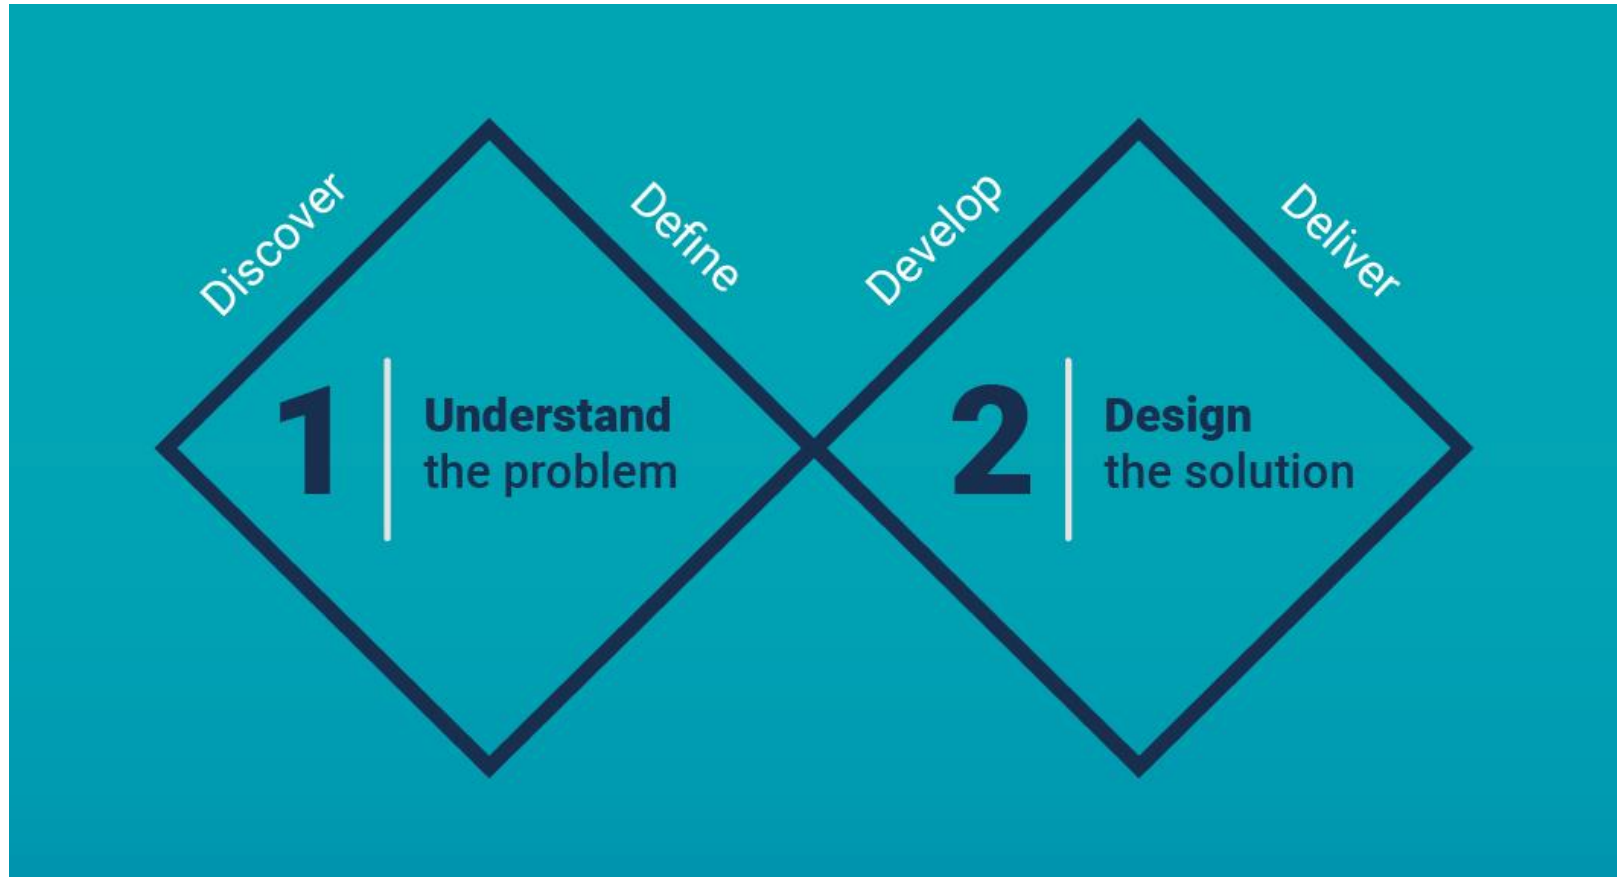 Discover
Define
Develop
Deliver
1
Understand
the problem
2
Design
the solution